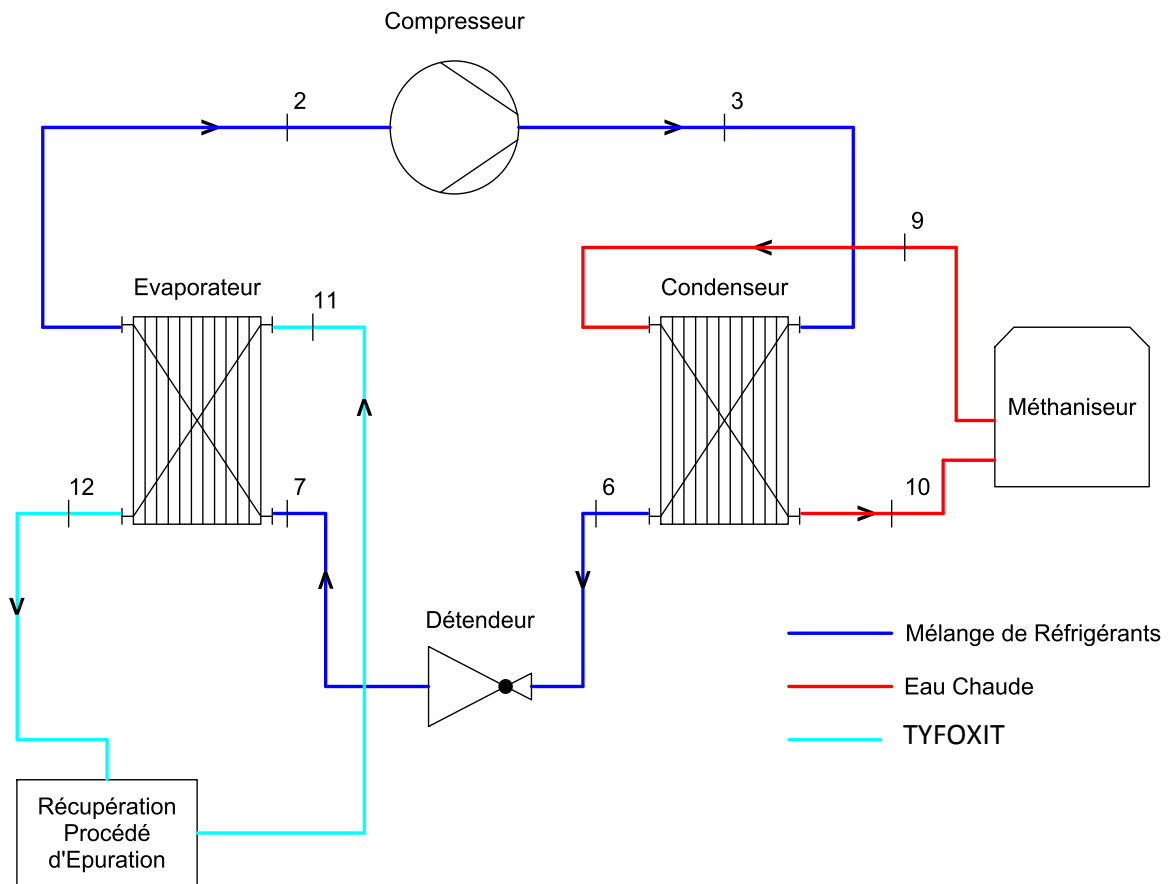 Compresseur
2
3
9
Evaporateur
11
Condenseur
Méthaniseur
12
7
6
10
Détendeur
Mélange de Réfrigérants
Eau Chaude
TYFOXIT
Récupération
Procédé
d'Epuration